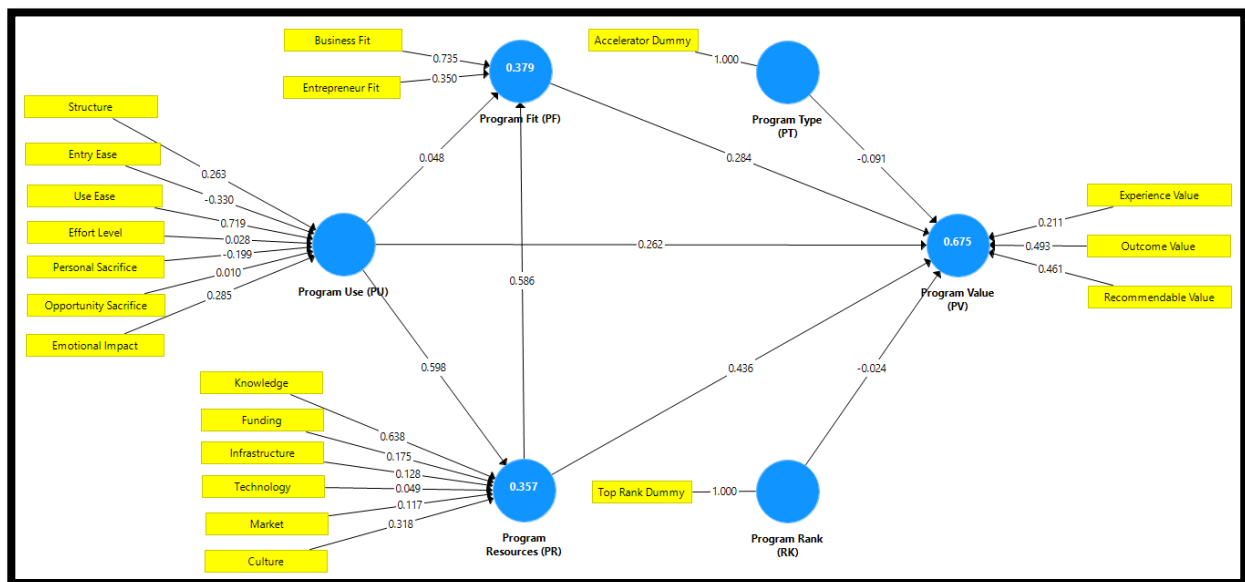 Business Fit
0.735
Entrepreneur Fit
0.350
0.379
Program Fit (PF)
Accelerator Dummy
1.000
Program Type
(PT)
Structure
0.263
Entry Ease
-0.330
Use Ease
0.719
Effort Level
0.028
Personal Sacrifice
-0.199
Opportunity Sacrifice
0.010
Emotional Impact
0.285
Program Use (PU)
0.048
0.284
-0.091
0.262
0.586
0.598
0.436
-0.024
0.675
Program Value
(PV)
Experience Value
0.211
Outcome Value
0.493
Recommendable Value
0.461
Knowledge
0.638
Funding
0.175
Infrastructure
0.128
Technology
0.049
Market
0.117
Culture
0.318
0.357
Program
Resources (PR)
Top Rank Dummy
1.000
Program Rank
(RK)